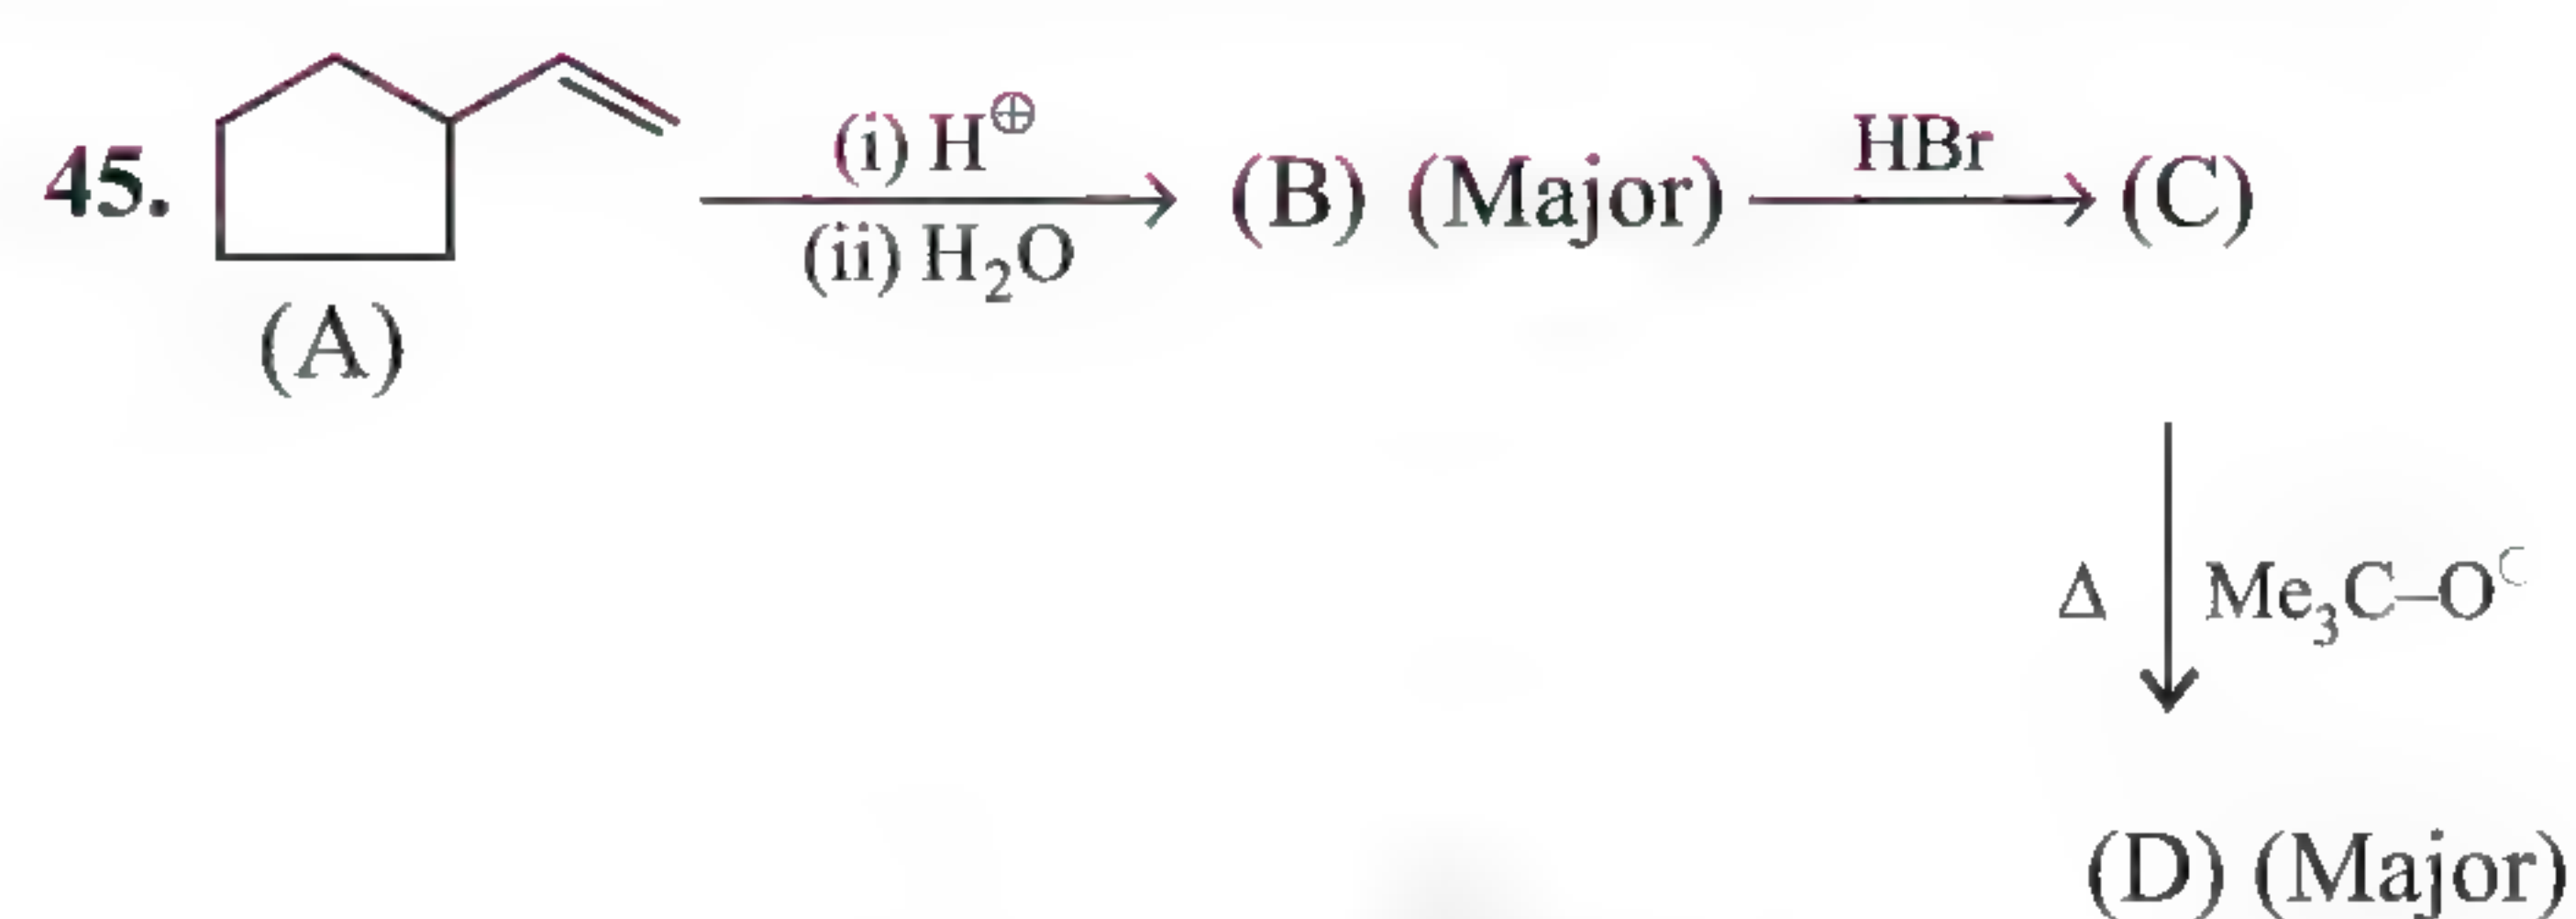 45.
(A)
(i) H⊕
(ii) H₂O
(B) (Major)
HBr
(C)
Δ
Me₃C–O
(D) (Major)